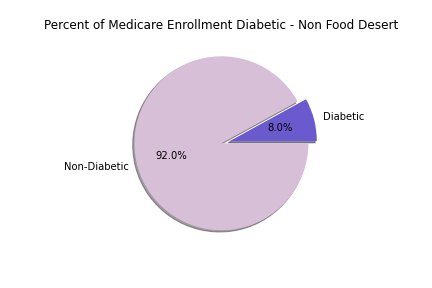 Percent of Medicare Enrollment Diabetic - Non Food Desert
Diabetic
8.0%
92.0%
Non-Diabetic